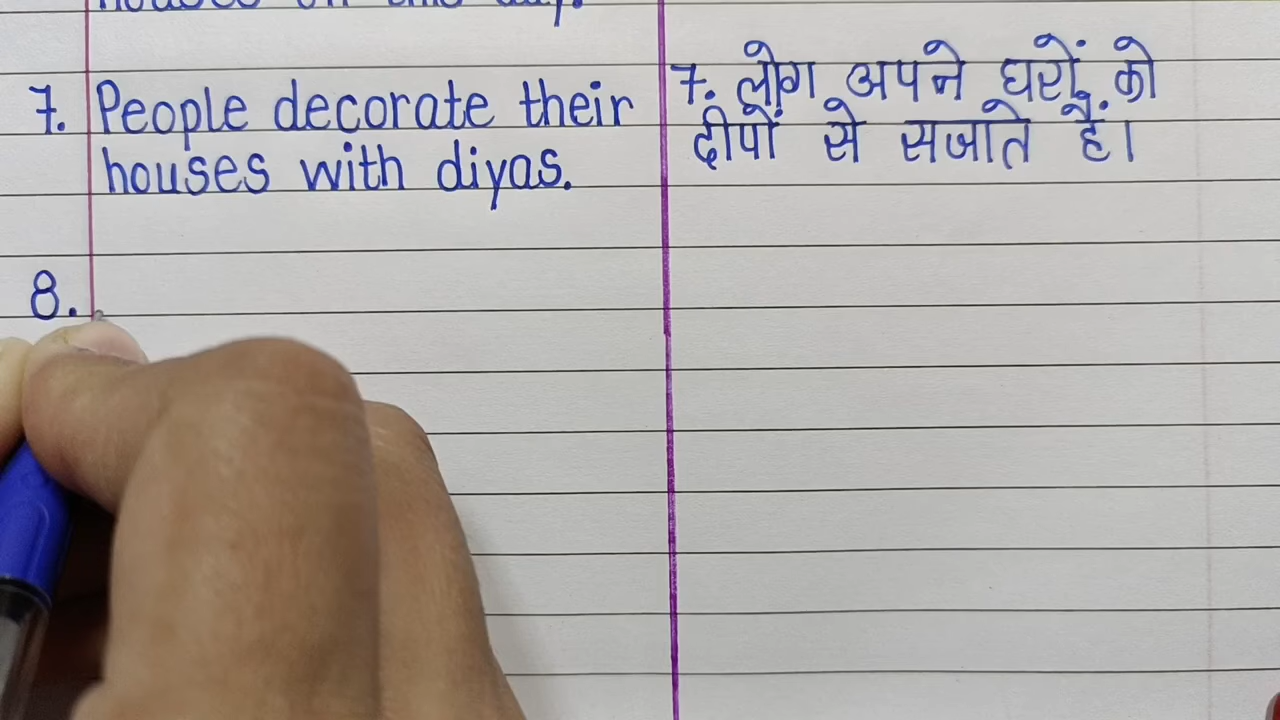 7. People decorate their
houses with diyas.
8.
7. लोग अपने घरों को
दीपों से सजाते हैं।